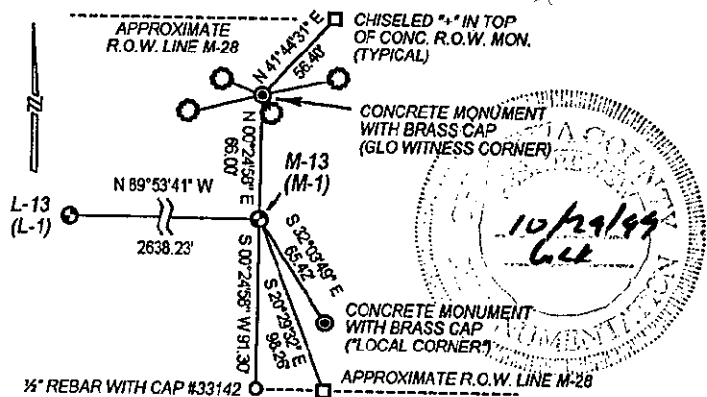 APPROXIMATE
R.O.W. LINE M-28
N 41°44'31" E
56.40'
CHISELED "+" IN TOP
OF CONC. R.O.W. MON.
(TYPICAL)
CONCRETE MONUMENT
WITH BRASS CAP
(GLO WITNESS CORNER)
N
N 00°24'58" E
66.00'
M-13
(M-1)
N 89°53'41" W
2638.23'
L-13
(L-1)
S 32°03'49" E
65.42'
S 20°29'32" E
98.26'
S 00°24'58" W 91.30'
CONCRETE MONUMENT
WITH BRASS CAP
("LOCAL CORNER")
½" REBAR WITH CAP #33142
APPROXIMATE R.O.W. LINE M-28
COUNTY
10/29/99